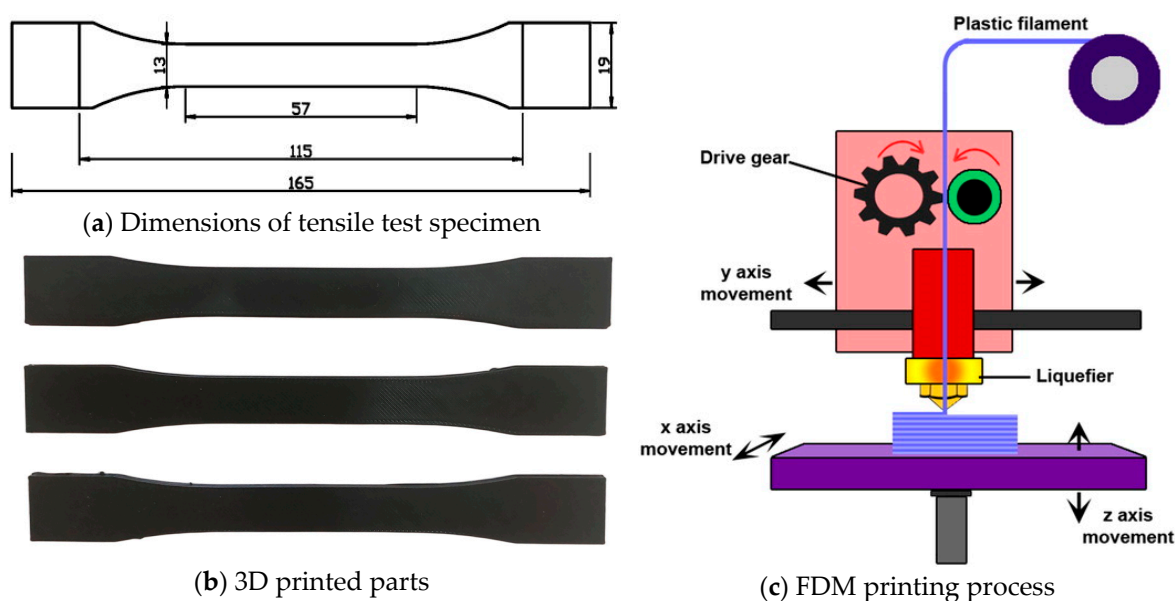 13
19
57
115
165
(a) Dimensions of tensile test specimen
(b) 3D printed parts
Plastic filament
Drive gear
y axis
movement
Liquefier
x axis
movement
z axis
movement
(c) FDM printing process